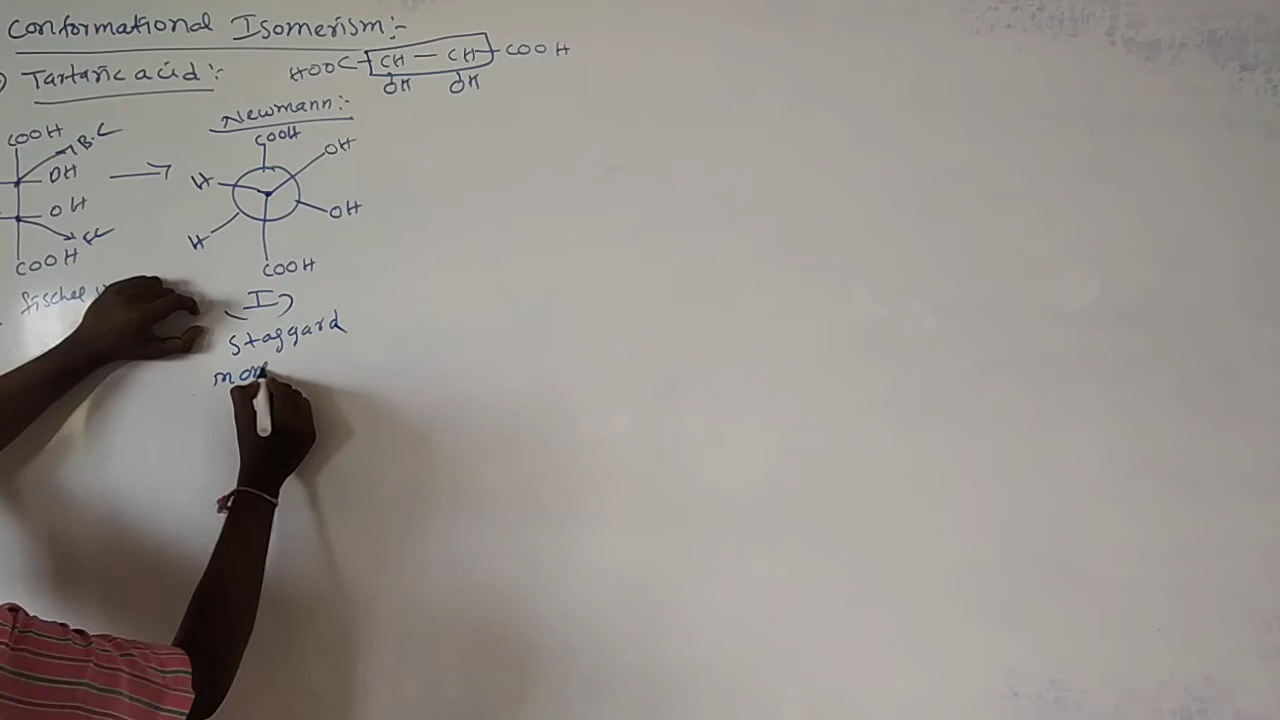 Conformational Isomerism:-
) Tartaric acid :-
HOOC - CH - CH - COOH
OH OH
Newmann:-
COOH
B.C
OH
OH
COOH
COOH
OH
H
OH
H
COOH
(I)
Staggard
mor